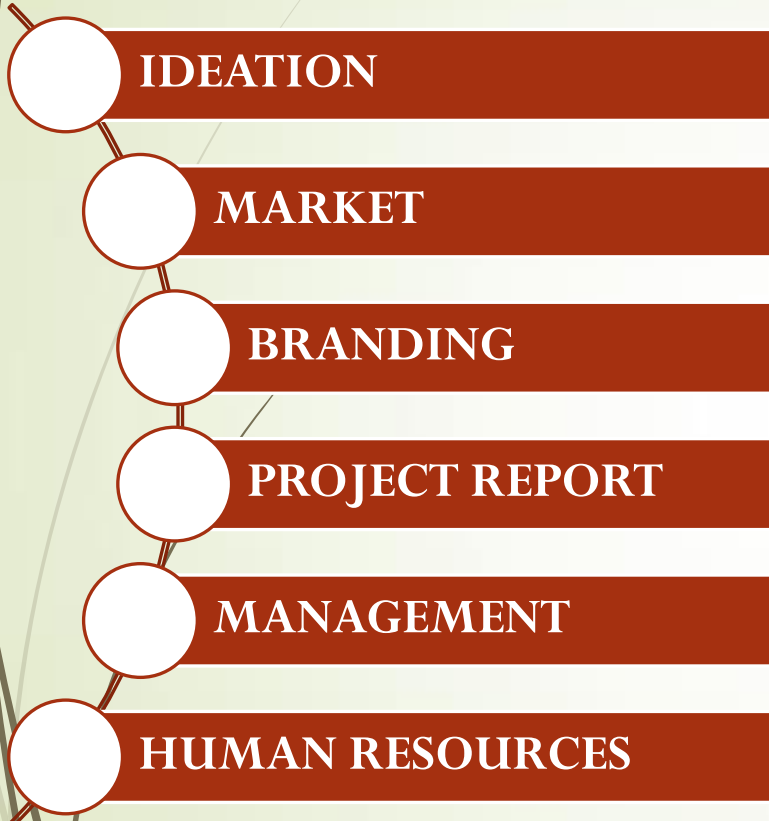 IDEATION
MARKET
BRANDING
PROJECT REPORT
MANAGEMENT
HUMAN RESOURCES